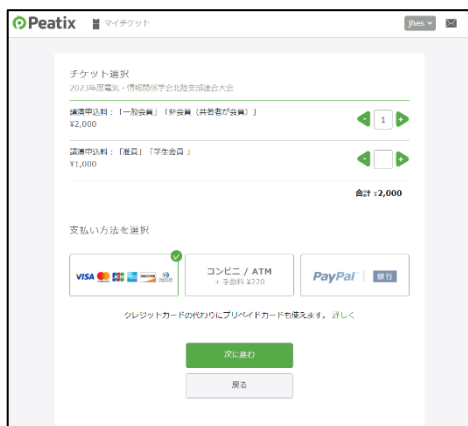 Peatix マイチケット jhes
チケット選択
2023年度電気・情報関係学会北陸支部連合大会
講演申込料：「一般会員」「非会員（共著者が会員）」
¥2,000
1
講演申込料：「准員」「学生会員」
¥1,000
合計 ¥2,000
支払い方法を選択
VISA JCB
コンビニ / ATM
+ 手数料 ¥220
PayPal 銀行
クレジットカードの代わりにプリペイドカードも使えます。 詳しく
次に進む
戻る